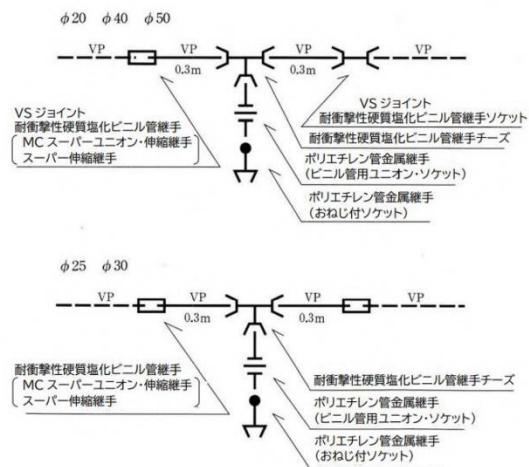 φ20 φ40 φ50
VP VP VP VP
0.3m 0.3m
VSジョイント
耐衝撃性硬質塩化ビニル管継手
MCスーパーユニオン・伸縮継手
スーパー伸縮継手
VSジョイント
耐衝撃性硬質塩化ビニル管継手ソケット
耐衝撃性硬質塩化ビニル管継手チーズ
ポリエチレン管金属継手
(ビニル管用ユニオン・ソケット)
ポリエチレン管金属継手
(おねじ付ソケット)
φ25 φ30
VP VP VP VP
0.3m 0.3m
耐衝撃性硬質塩化ビニル管継手
MCスーパーユニオン・伸縮継手
スーパー伸縮継手
耐衝撃性硬質塩化ビニル管継手チーズ
ポリエチレン管金属継手
(ビニル管用ユニオン・ソケット)
ポリエチレン管金属継手
(おねじ付ソケット)